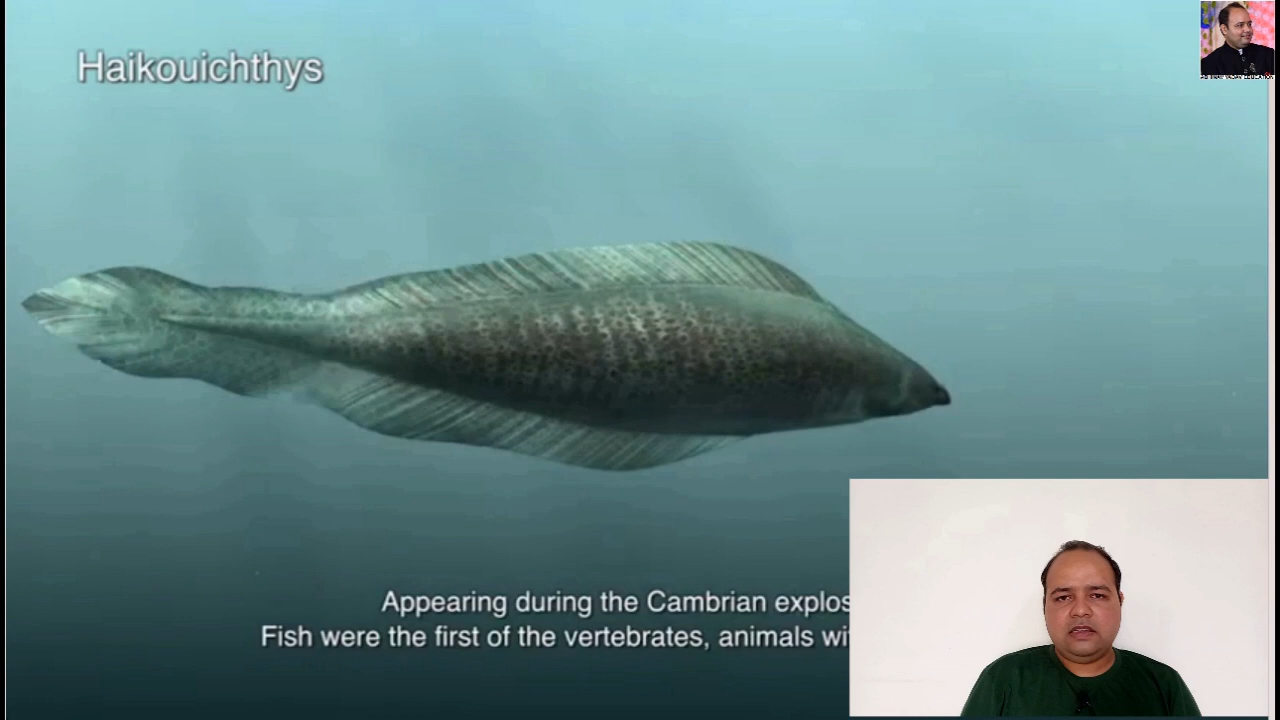 Haikouichthys
Appearing during the Cambrian explos
Fish were the first of the vertebrates, animals wi